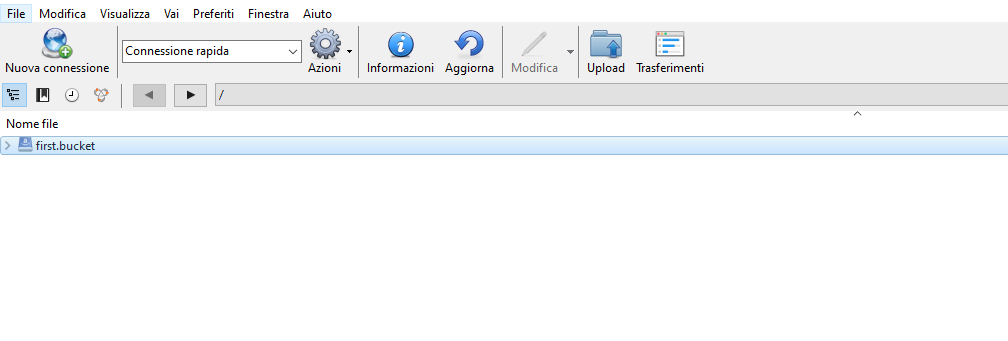 File Modifica Visualizza Vai Preferiti Finestra Aiuto
Nuova connessione Connessione rapida Azioni Informazioni Aggiorna Modifica Upload Trasferimenti
/
Nome file
first.bucket